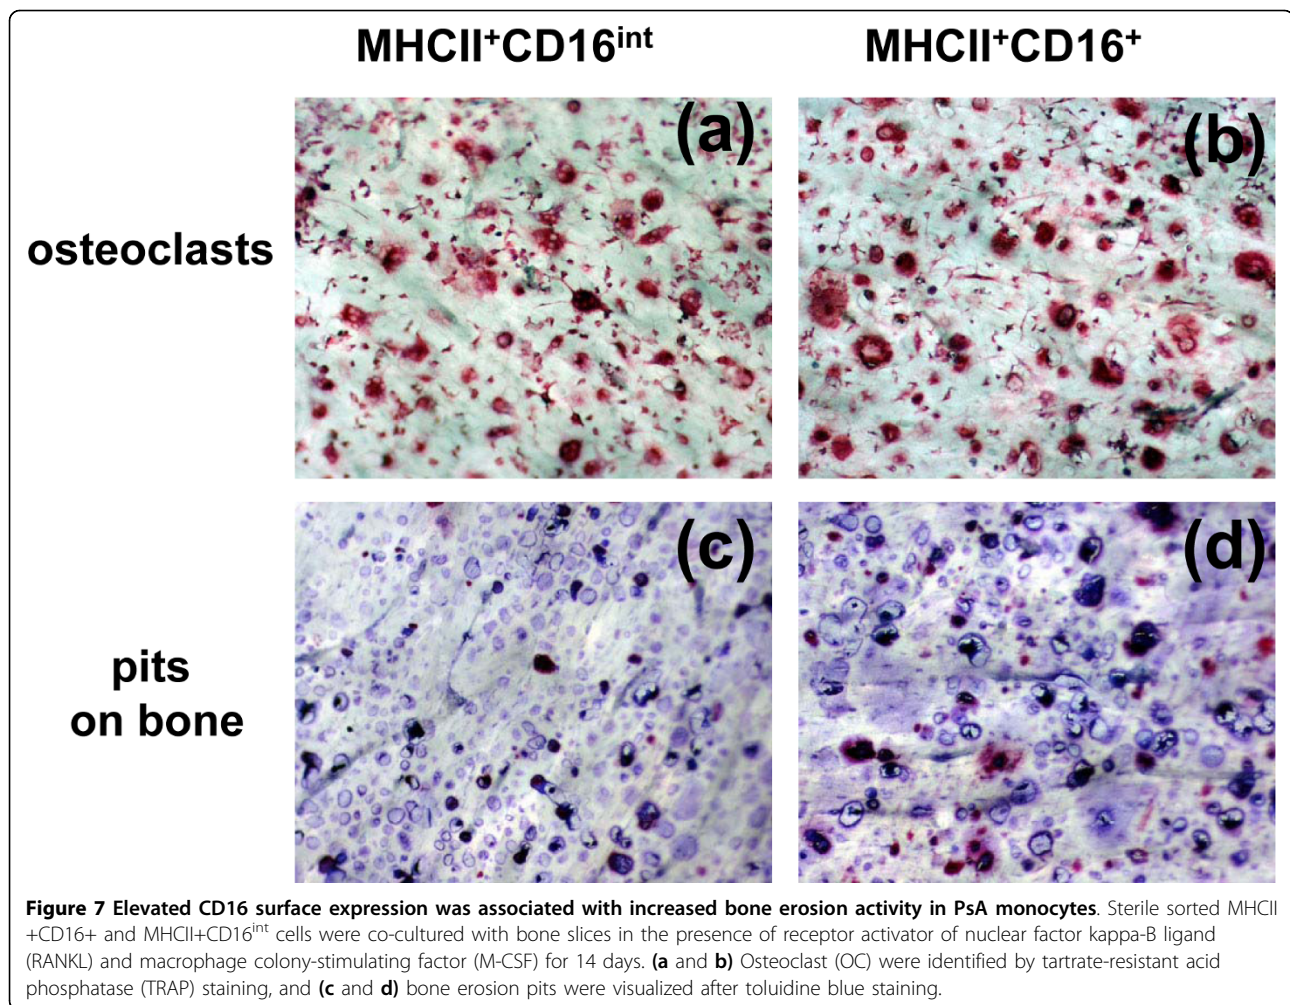 MHCII⁺CD16ⁱⁿᵗ MHCII⁺CD16⁺
(a) (b)
osteoclasts
(c) (d)
pits
on bone
Figure 7 Elevated CD16 surface expression was associated with increased bone erosion activity in PsA monocytes. Sterile sorted MHCII
+CD16+ and MHCII+CD16ⁱⁿᵗ cells were co-cultured with bone slices in the presence of receptor activator of nuclear factor kappa-B ligand
(RANKL) and macrophage colony-stimulating factor (M-CSF) for 14 days. (a and b) Osteoclast (OC) were identified by tartrate-resistant acid
phosphatase (TRAP) staining, and (c and d) bone erosion pits were visualized after toluidine blue staining.